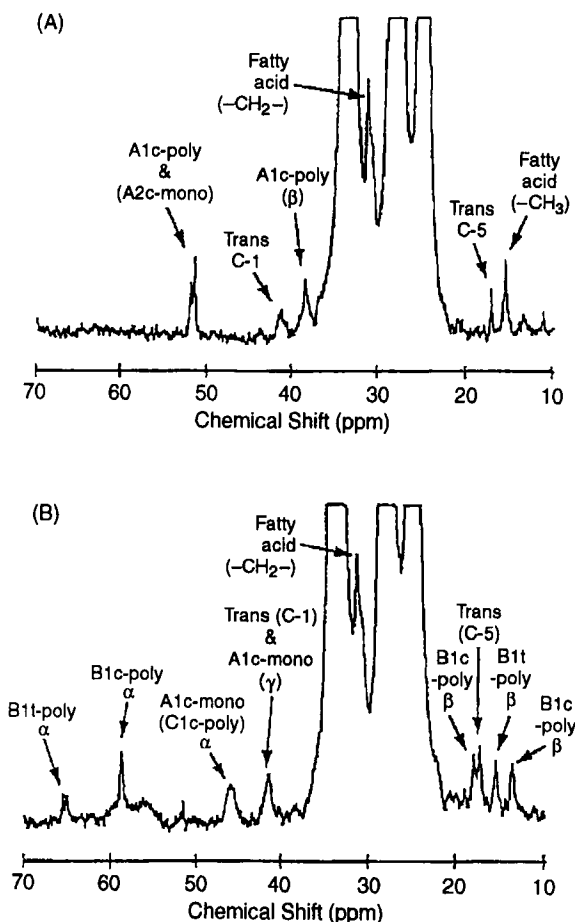 (A)
Fatty
acid
(–CH2–)
A1c-poly
&
(A2c-mono)
Trans
C-1
A1c-poly
(β)
Trans
C-5
Fatty
acid
(–CH3)
70 60 50 40 30 20 10
Chemical Shift (ppm)
(B)
Fatty
acid
(–CH2–)
B1t-poly
α
B1c-poly
α
A1c-mono
(C1c-poly)
α
Trans (C-1)
&
A1c-mono
(γ)
B1c
-poly
β
Trans
(C-5)
B1t
-poly
β
B1c
-poly
β
70 60 50 40 30 20 10
Chemical Shift (ppm)